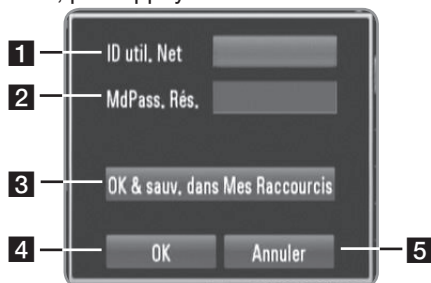 1 ID util. Net
2 MdPass. Rés.
3 OK & sauv. dans Mes Raccourcis
4 OK Annuler 5